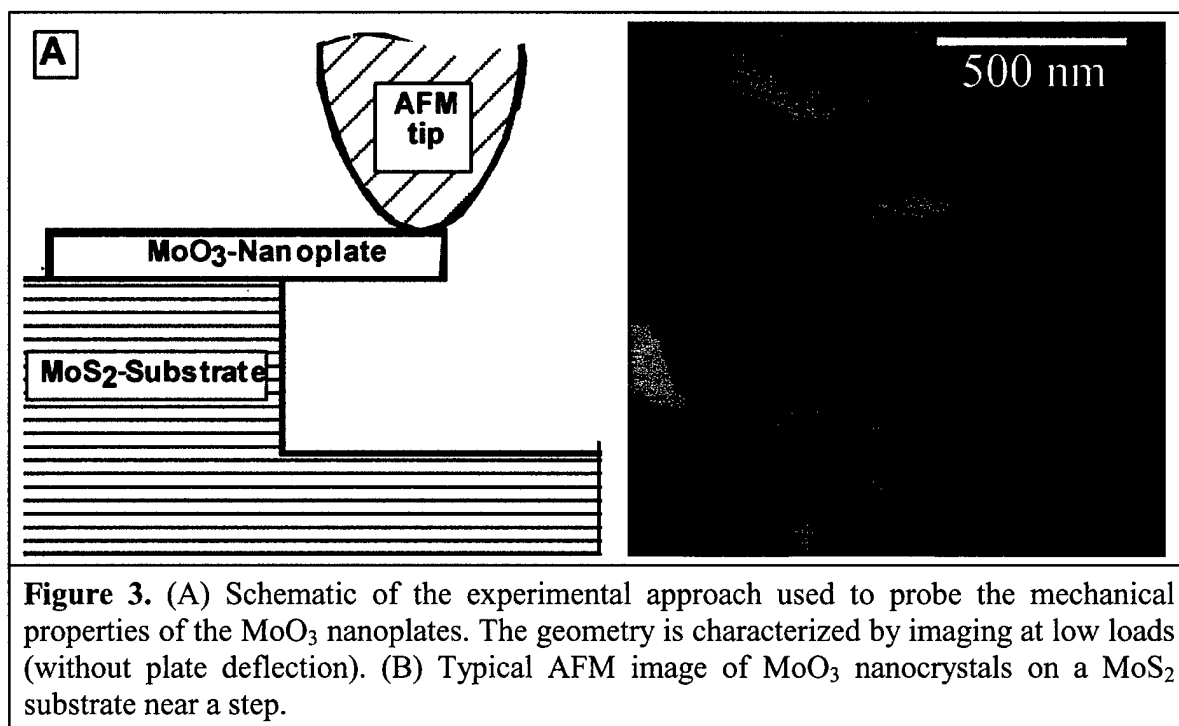 A
AFM
tip
500 nm
MoO3-Nanoplate
MoS2-Substrate
Figure 3. (A) Schematic of the experimental approach used to probe the mechanical
properties of the MoO3 nanoplates. The geometry is characterized by imaging at low loads
(without plate deflection). (B) Typical AFM image of MoO3 nanocrystals on a MoS2
substrate near a step.